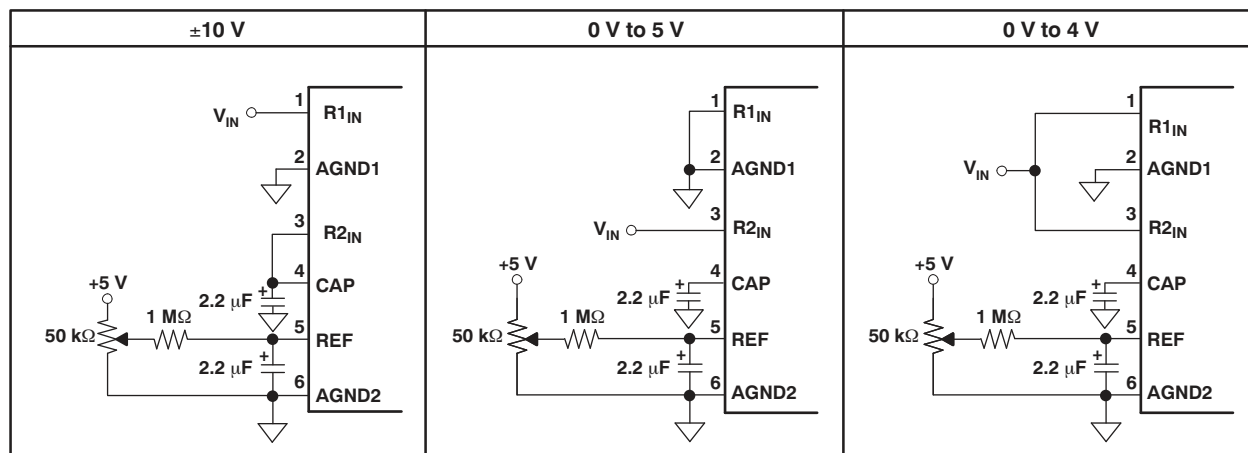 ±10 V
0 V to 5 V
0 V to 4 V
V_IN
1
R1_IN
2
AGND1
3
R2_IN
4
CAP
+5 V
2.2 µF
+
50 kΩ
1 MΩ
5
REF
+
2.2 µF
6
AGND2
1
R1_IN
2
AGND1
V_IN
3
R2_IN
4
CAP
+5 V
2.2 µF
+
50 kΩ
1 MΩ
5
REF
+
2.2 µF
6
AGND2
1
R1_IN
V_IN
2
AGND1
3
R2_IN
4
CAP
+5 V
2.2 µF
+
50 kΩ
1 MΩ
5
REF
+
2.2 µF
6
AGND2